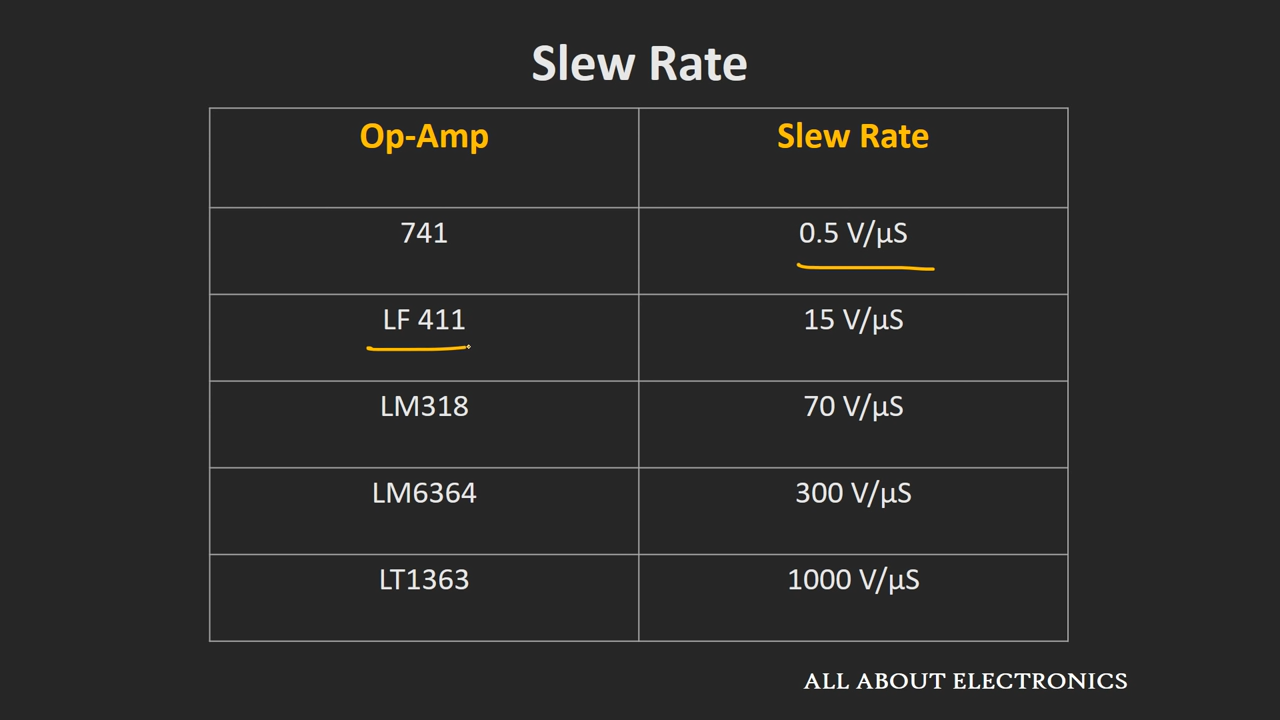 Slew Rate
Op-Amp Slew Rate
741 0.5 V/μS
LF 411 15 V/μS
LM318 70 V/μS
LM6364 300 V/μS
LT1363 1000 V/μS
ALL ABOUT ELECTRONICS